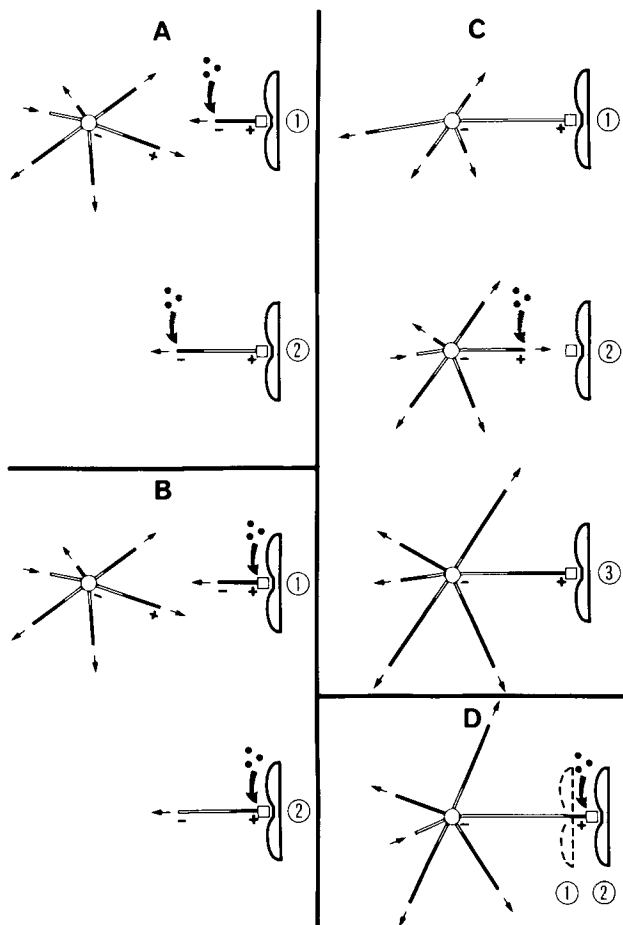 A
- + - + ①
- + ②
B
- + - + ①
- + ②
C
- + ①
- + ②
- + ③
D
- +
① ②